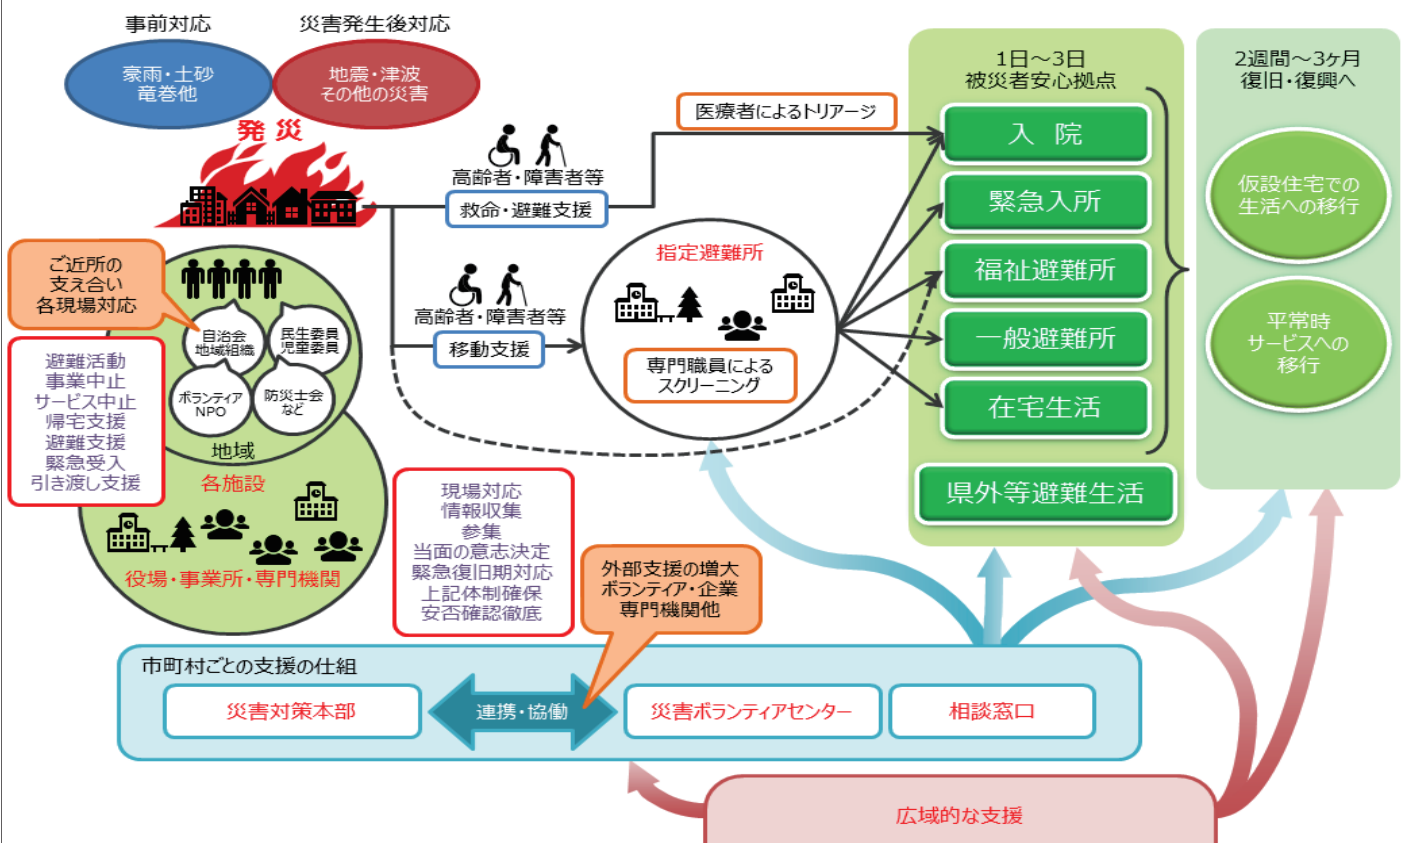 事前対応
災害発生後対応
豪雨・土砂
竜巻他
地震・津波
その他の災害
発災
高齢者・障害者等
救命・避難支援
医療者によるトリアージ
高齢者・障害者等
移動支援
指定避難所
専門職員による
スクリーニング
1日～3日
被災者安心拠点
入 院
緊急入所
福祉避難所
一般避難所
在宅生活
県外等避難生活
2週間～3ヶ月
復旧・復興へ
仮設住宅での
生活への移行
平常時
サービスへの
移行
ご近所の
支え合い
各現場対応
自治会
地域組織
民生委員
児童委員
ボランティア
NPO
防災士会
など
地域
避難活動
事業中止
サービス中止
帰宅支援
避難支援
緊急受入
引き渡し支援
各施設
役場・事業所・専門機関
現場対応
情報収集
参集
当面の意志決定
緊急復旧期対応
上記体制確保
安否確認徹底
外部支援の増大
ボランティア・企業
専門機関他
市町村ごとの支援の仕組
災害対策本部
連携・協働
災害ボランティアセンター
相談窓口
広域的な支援